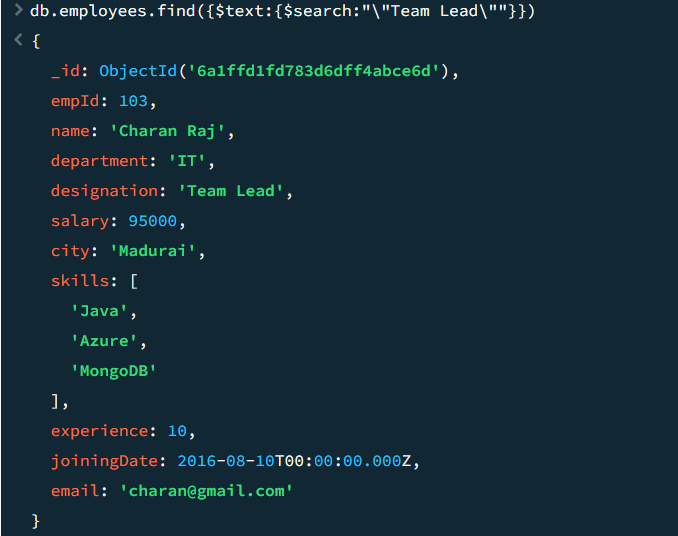 > db.employees.find({$text:{$search:"\"Team Lead\""}})
< {
_id: ObjectId('6a1ffd1fd783d6dff4abce6d'),
empId: 103,
name: 'Charan Raj',
department: 'IT',
designation: 'Team Lead',
salary: 95000,
city: 'Madurai',
skills: [
'Java',
'Azure',
'MongoDB'
],
experience: 10,
joiningDate: 2016-08-10T00:00:00.000Z,
email: 'charan@gmail.com'
}